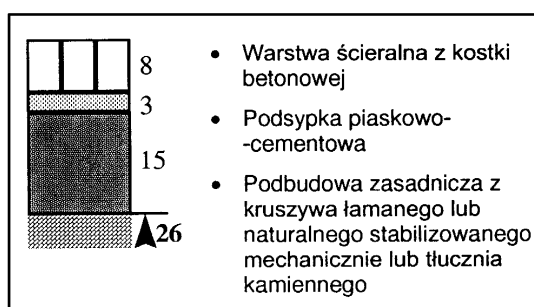 8
• Warstwa ścieralna z kostki
betonowej
3
• Podsypka piaskowo-
-cementowa
15
• Podbudowa zasadnicza z
kruszywa łamanego lub
naturalnego stabilizowanego
mechanicznie lub tłucznia
kamiennego
26